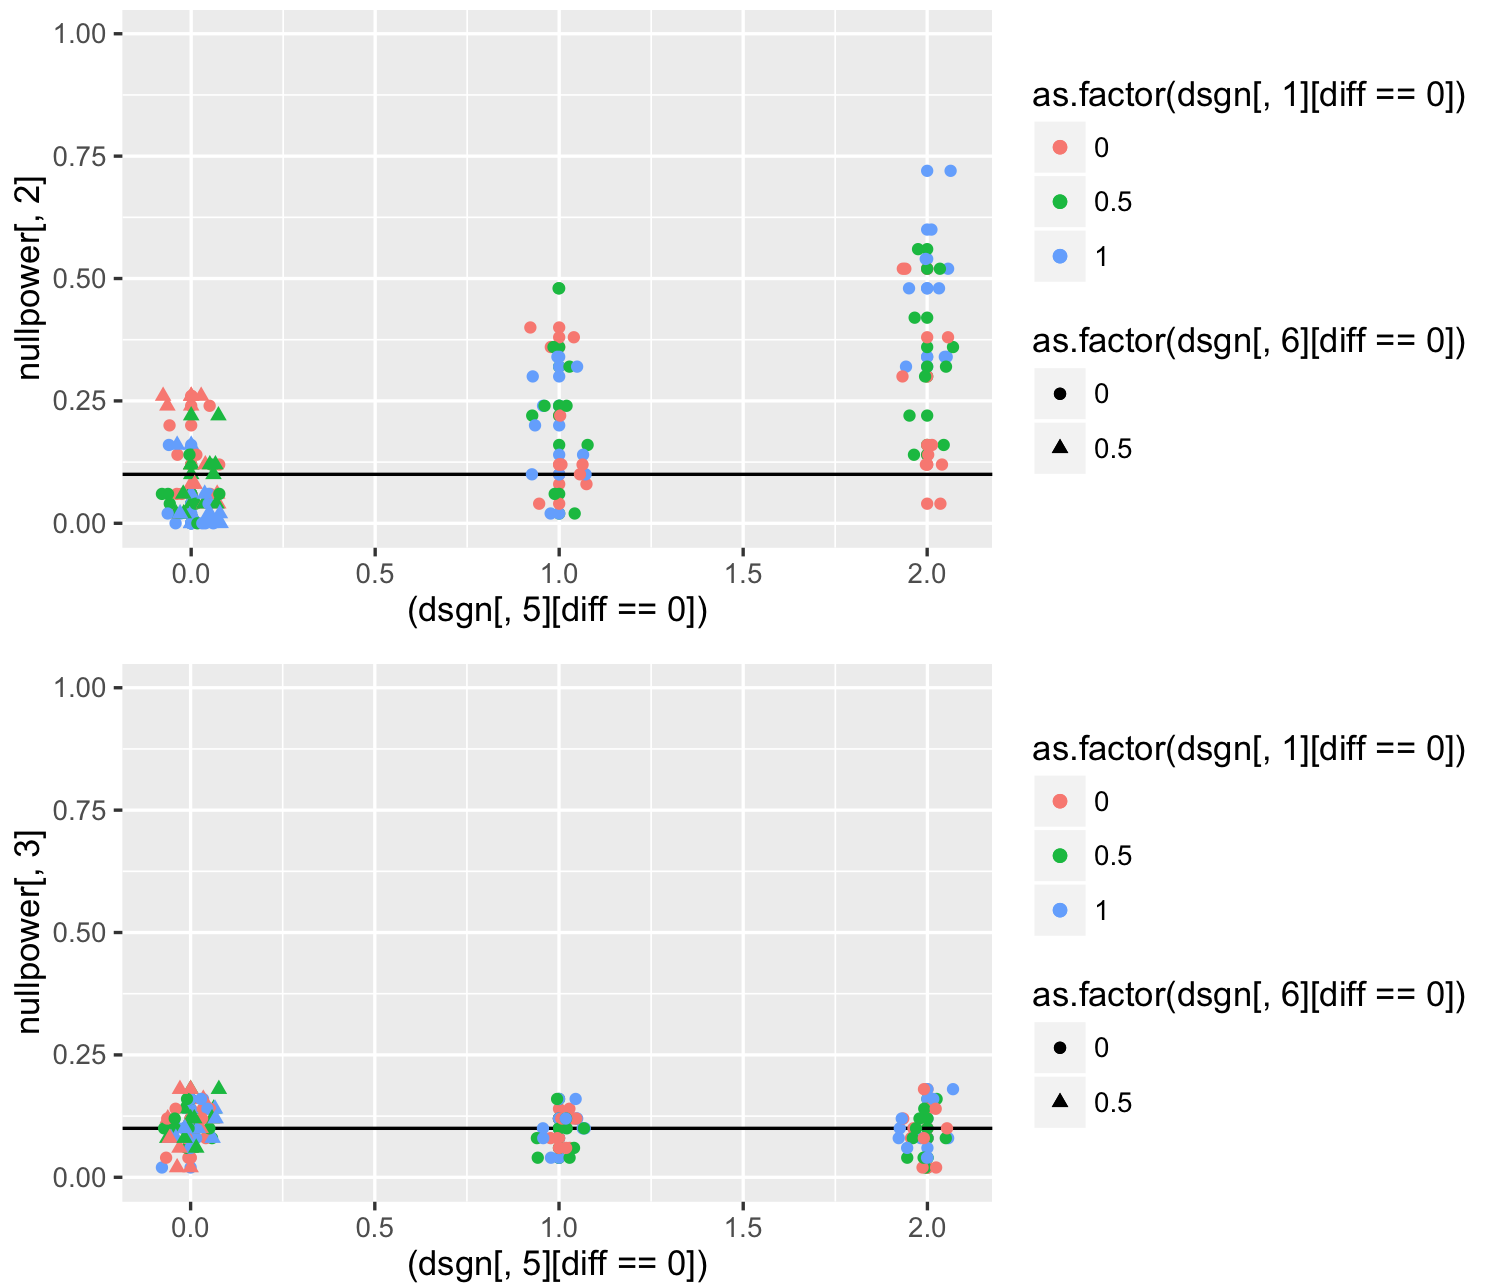 1.00
0.75
0.50
0.25
0.00
nullpower[, 2]
0.0 0.5 1.0 1.5 2.0
(dsgn[, 5][diff == 0])
as.factor(dsgn[, 1][diff == 0])
0
0.5
1
as.factor(dsgn[, 6][diff == 0])
0
0.5
1.00
0.75
0.50
0.25
0.00
nullpower[, 3]
0.0 0.5 1.0 1.5 2.0
(dsgn[, 5][diff == 0])
as.factor(dsgn[, 1][diff == 0])
0
0.5
1
as.factor(dsgn[, 6][diff == 0])
0
0.5